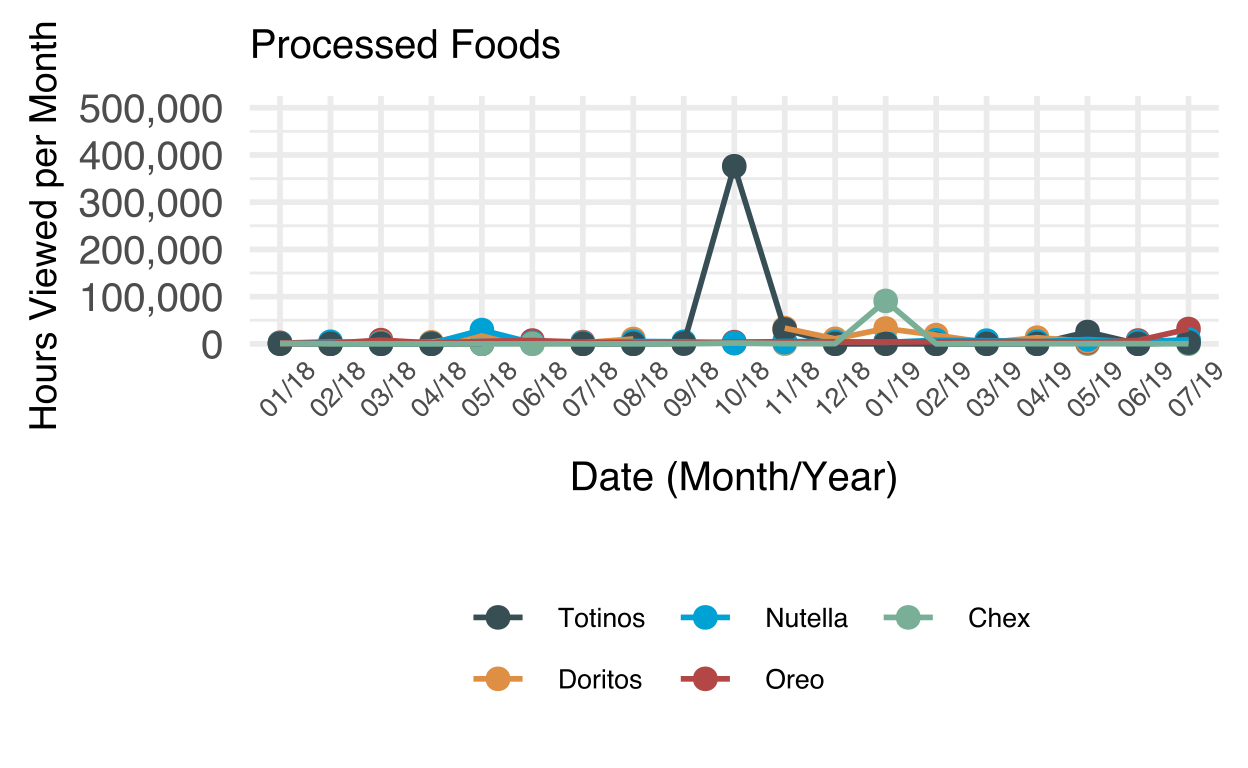 Processed Foods
Hours Viewed per Month
500,000
400,000
300,000
200,000
100,000
0
01/18 02/18 03/18 04/18 05/18 06/18 07/18 08/18 09/18 10/18 11/18 12/18 01/19 02/19 03/19 04/19 05/19 06/19 07/19
Date (Month/Year)
Totinos Nutella Chex
Doritos Oreo